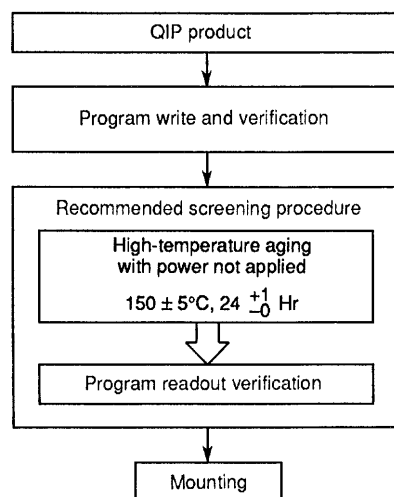 QIP product
Program write and verification
Recommended screening procedure
High-temperature aging
with power not applied
150 ± 5°C, 24 +1 −0 Hr
Program readout verification
Mounting